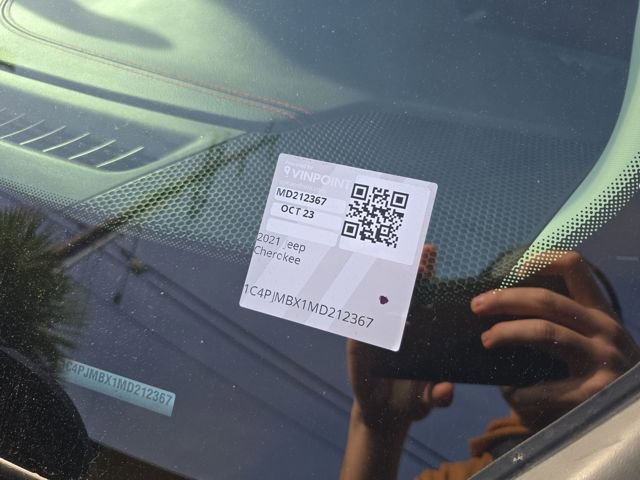 VINPOINT
MD212367
OCT 23
2021 Jeep
Cherokee
1C4PJMBX1MD212367
1C4PJMBX1MD212367